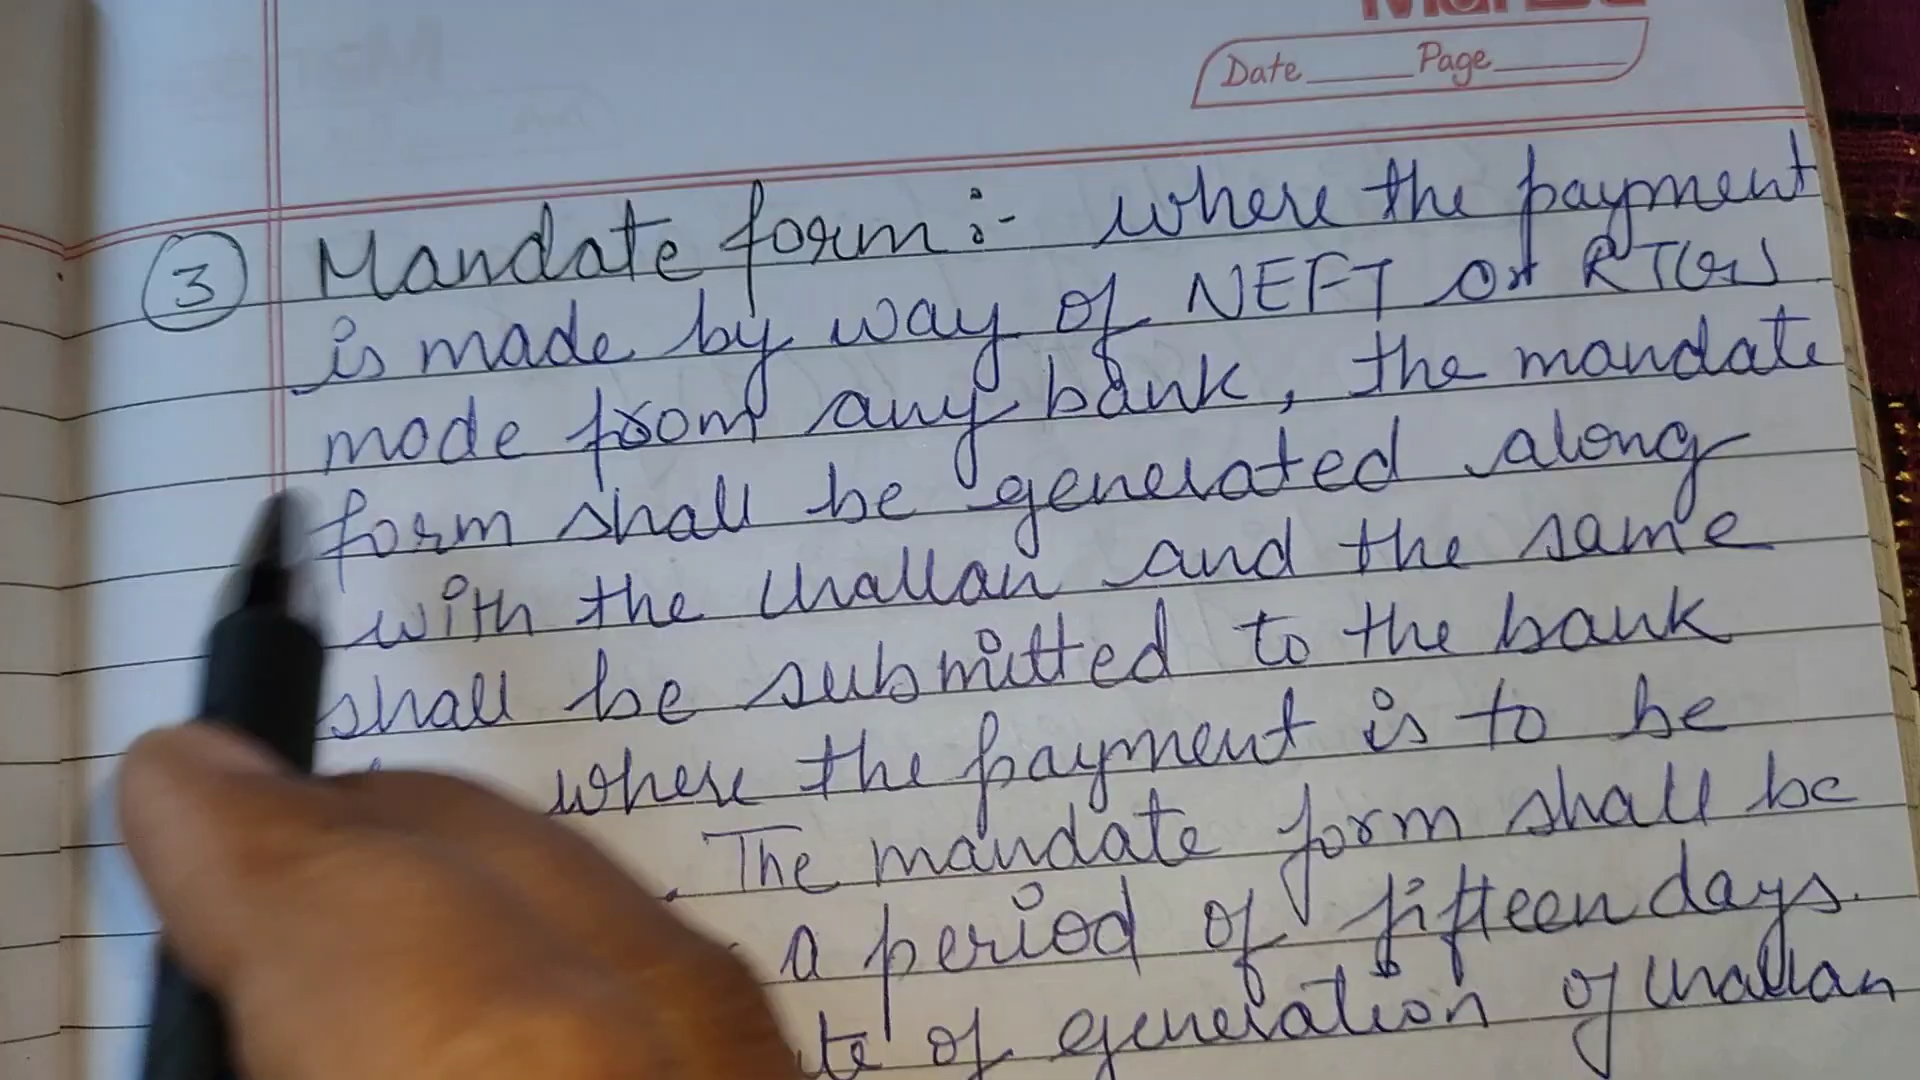 Date Page
③ Mandate form :- where the payment
is made by way of NEFT or RTGS
made from any bank, the mandate
form shall be generated along
with the challan and the same
shall be submitted to the bank
where the payment is to be
. The mandate form shall be
a period of fifteen days.
of generation of challan